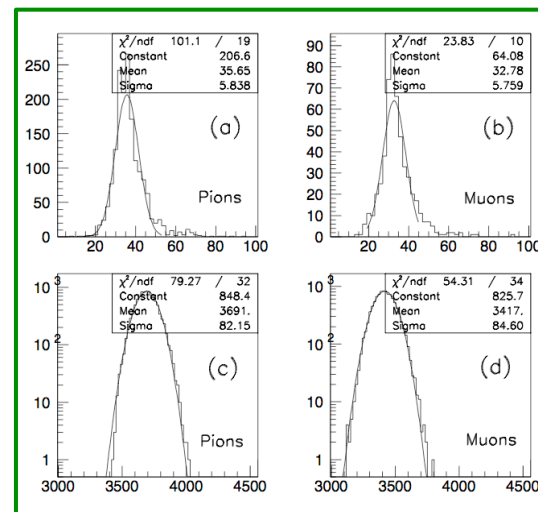 χ²/ndf 101.1 / 19
Constant 206.6
Mean 35.65
Sigma 5.838
250
200
150
100
50
0
(a)
Pions
20 40 60 80 100
χ²/ndf 23.83 / 10
Constant 64.08
Mean 32.78
Sigma 5.759
90
80
70
60
50
40
30
20
10
0
(b)
Muons
20 40 60 80 100
χ²/ndf 79.27 / 32
Constant 848.4
Mean 3691.
Sigma 82.15
10³
10²
10
1
(c)
Pions
3000 3500 4000 4500
χ²/ndf 54.31 / 34
Constant 825.7
Mean 3417.
Sigma 84.60
10³
10²
10
1
(d)
Muons
3000 3500 4000 4500